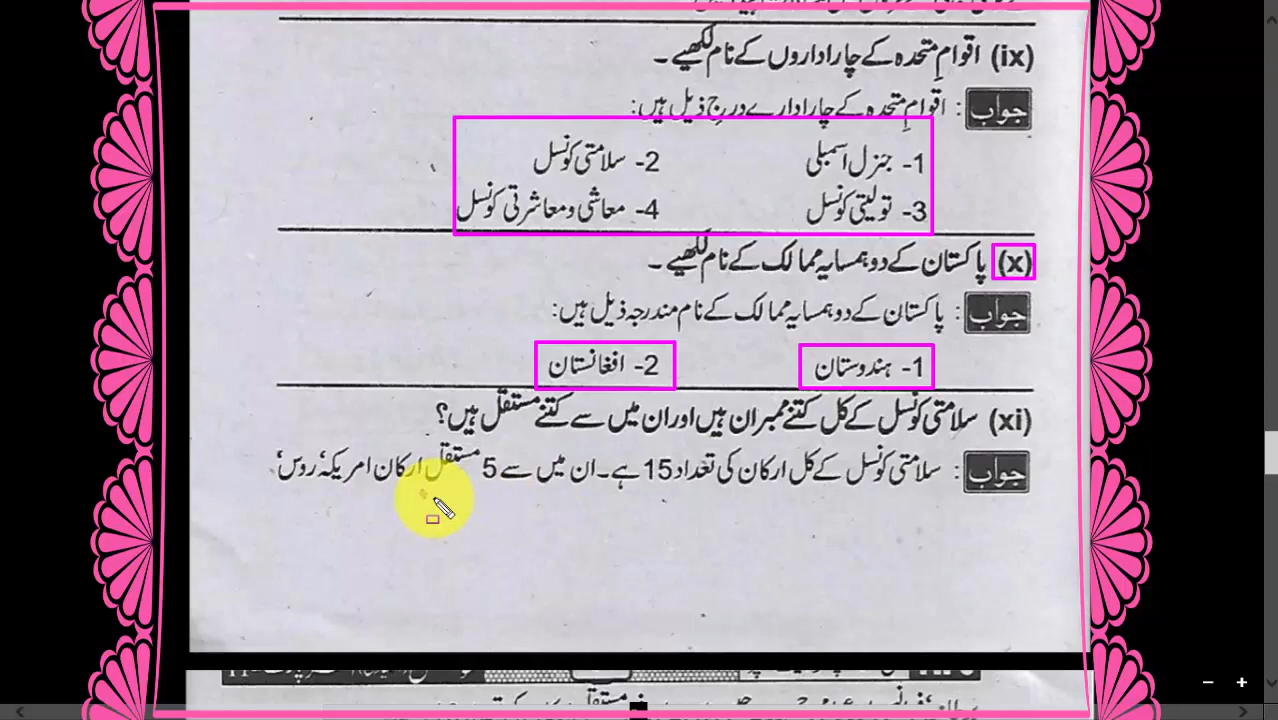 (ix) اقوامِ متحدہ کے چار اداروں کے نام لکھیے۔
جواب : اقوامِ متحدہ کے چار ادارے درجِ ذیل ہیں:
1- جنرل اسمبلی 2- سلامتی کونسل
3- تولیتی کونسل 4- معاشی و معاشرتی کونسل
(x) پاکستان کے دو ہمسایہ ممالک کے نام لکھیے۔
جواب : پاکستان کے دو ہمسایہ ممالک کے نام مندرجہ ذیل ہیں:
1- ہندوستان 2- افغانستان
(xi) سلامتی کونسل کے کل کتنے ممبران ہیں اور ان میں سے کتنے مستقل ہیں؟
جواب : سلامتی کونسل کے کل ارکان کی تعداد 15 ہے۔ ان میں سے 5 مستقل ارکان امریکہ، روس،